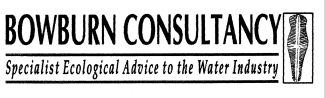 BOWBURN CONSULTANCY
Specialist Ecological Advice to the Water Industry